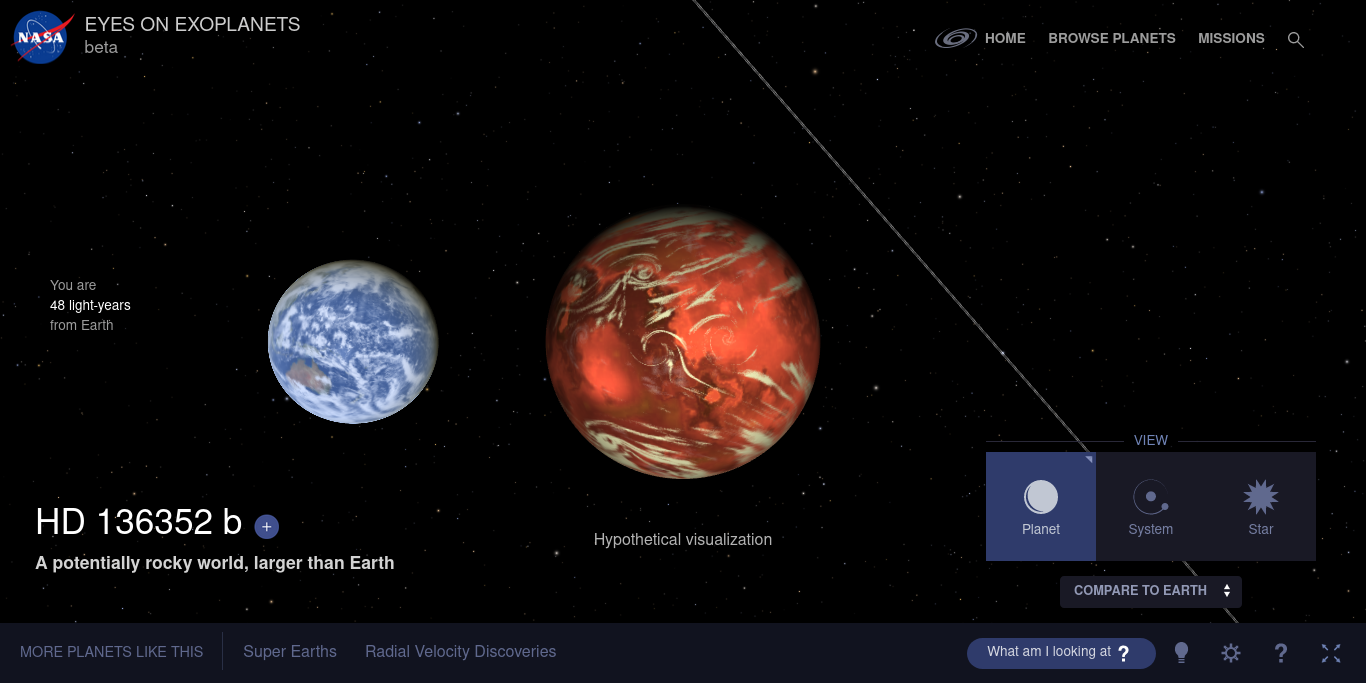 NASA
EYES ON EXOPLANETS
beta
HOME
BROWSE PLANETS
MISSIONS
You are
48 light-years
from Earth
HD 136352 b +
A potentially rocky world, larger than Earth
Hypothetical visualization
VIEW
Planet
System
Star
COMPARE TO EARTH
MORE PLANETS LIKE THIS
Super Earths
Radial Velocity Discoveries
What am I looking at ?
?